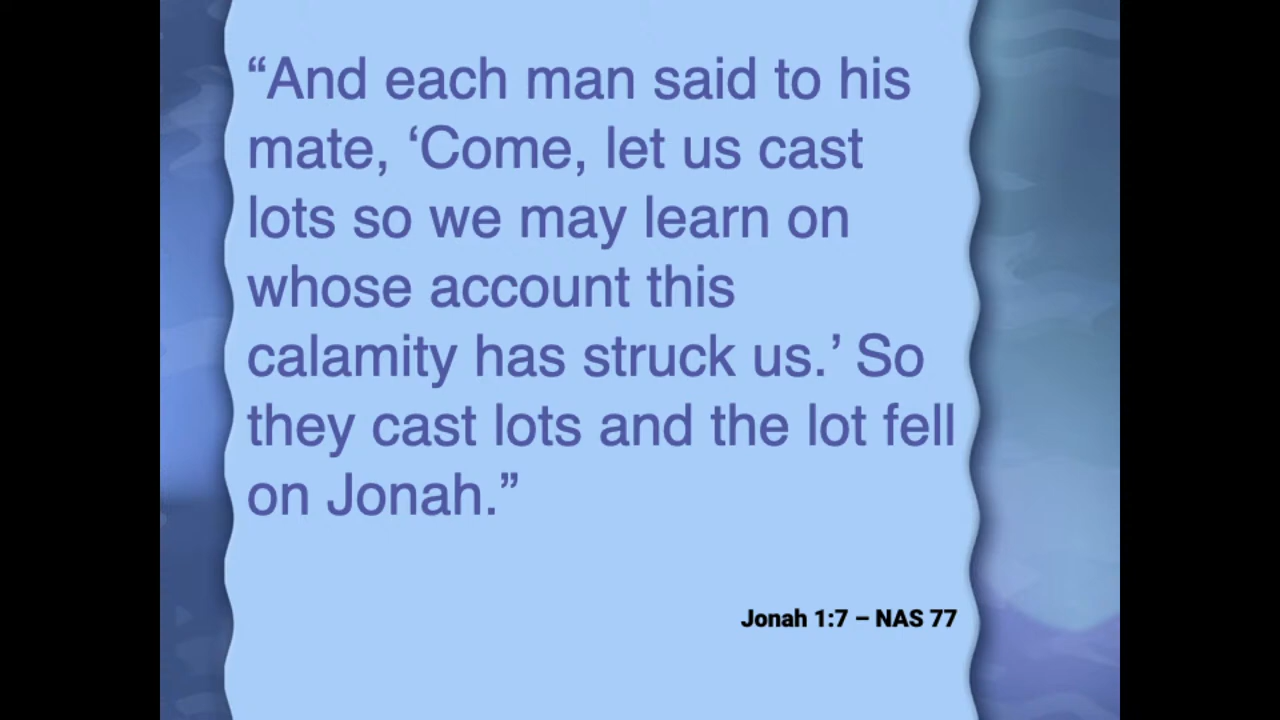 “And each man said to his
mate, ‘Come, let us cast
lots so we may learn on
whose account this
calamity has struck us.’ So
they cast lots and the lot fell
on Jonah.”
Jonah 1:7 – NAS 77